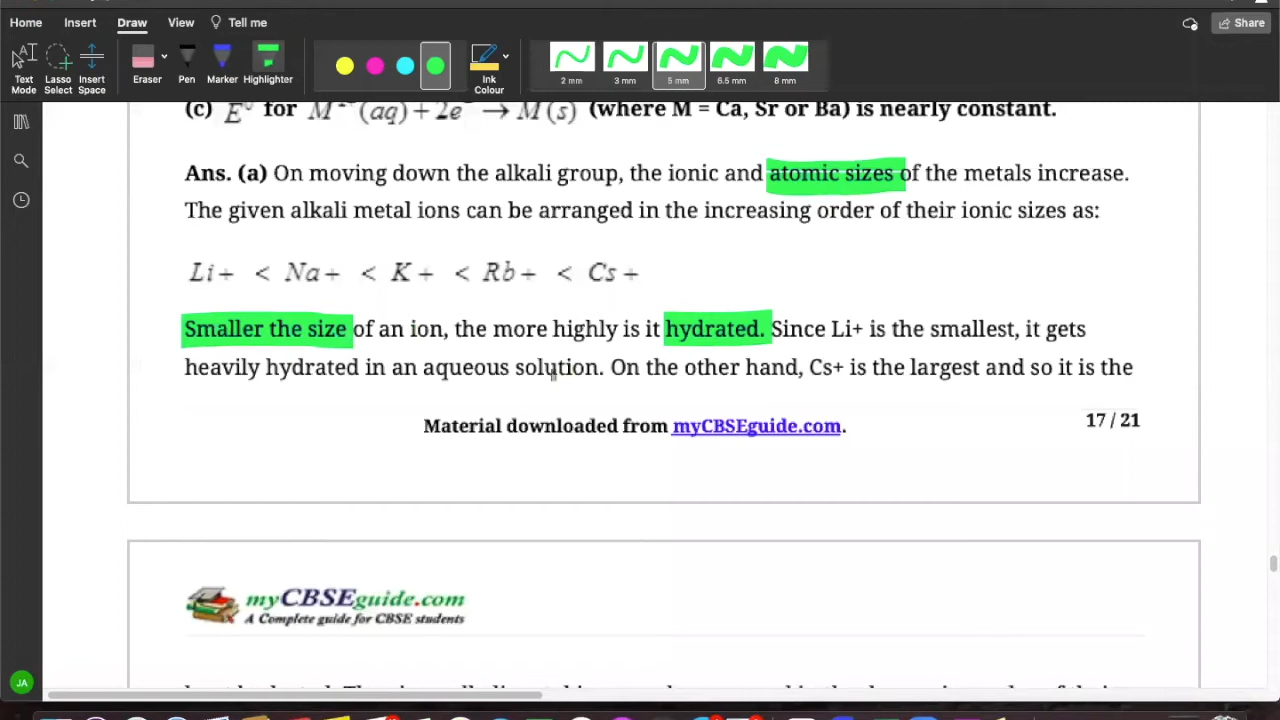 Home Insert Draw View Tell me Share
Text Mode Lasso Select Insert Space Eraser Pen Marker Highlighter Ink Colour 2 mm 3 mm 5 mm 6.5 mm 8 mm
(c) E⁰ for M²⁺(aq) + 2e⁻ → M(s) (where M = Ca, Sr or Ba) is nearly constant.
Ans. (a) On moving down the alkali group, the ionic and atomic sizes of the metals increase.
The given alkali metal ions can be arranged in the increasing order of their ionic sizes as:
Li+ < Na+ < K+ < Rb+ < Cs+
Smaller the size of an ion, the more highly is it hydrated. Since Li+ is the smallest, it gets
heavily hydrated in an aqueous solution. On the other hand, Cs+ is the largest and so it is the
Material downloaded from myCBSEguide.com.
17 / 21
myCBSEguide.com
A Complete guide for CBSE students
JA